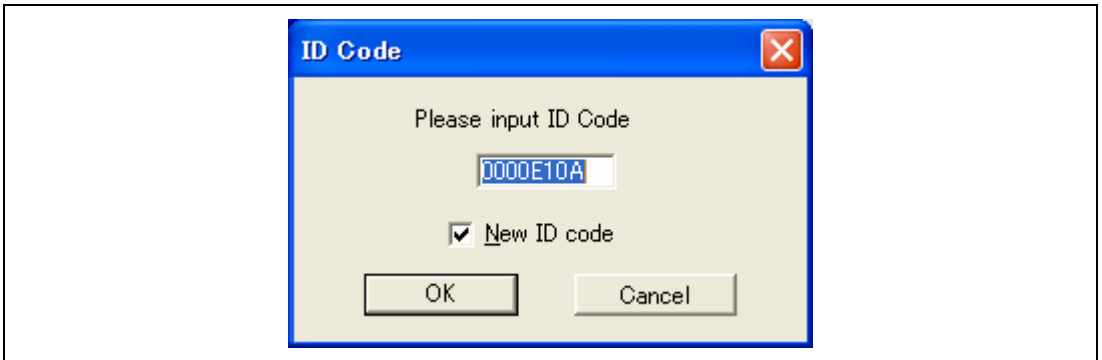 ID Code
Please input ID Code
0000E10A
New ID code
OK Cancel